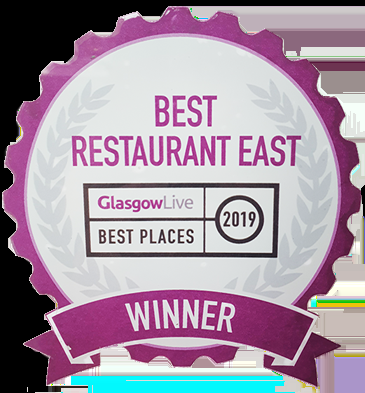 BEST
RESTAURANT EAST
GlasgowLive
BEST PLACES
2019
WINNER